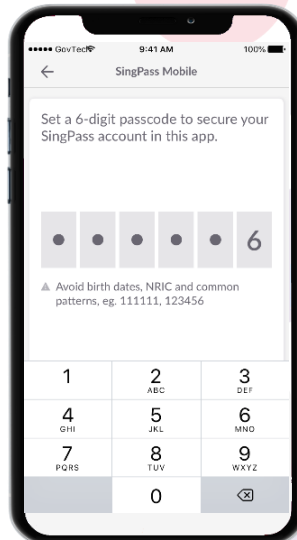 GovTech 9:41 AM 100%
SingPass Mobile
Set a 6-digit passcode to secure your
SingPass account in this app.
6
Avoid birth dates, NRIC and common
patterns, eg. 111111, 123456
1 2 3
ABC DEF
4 5 6
GHI JKL MNO
7 8 9
PQRS TUV WXYZ
0